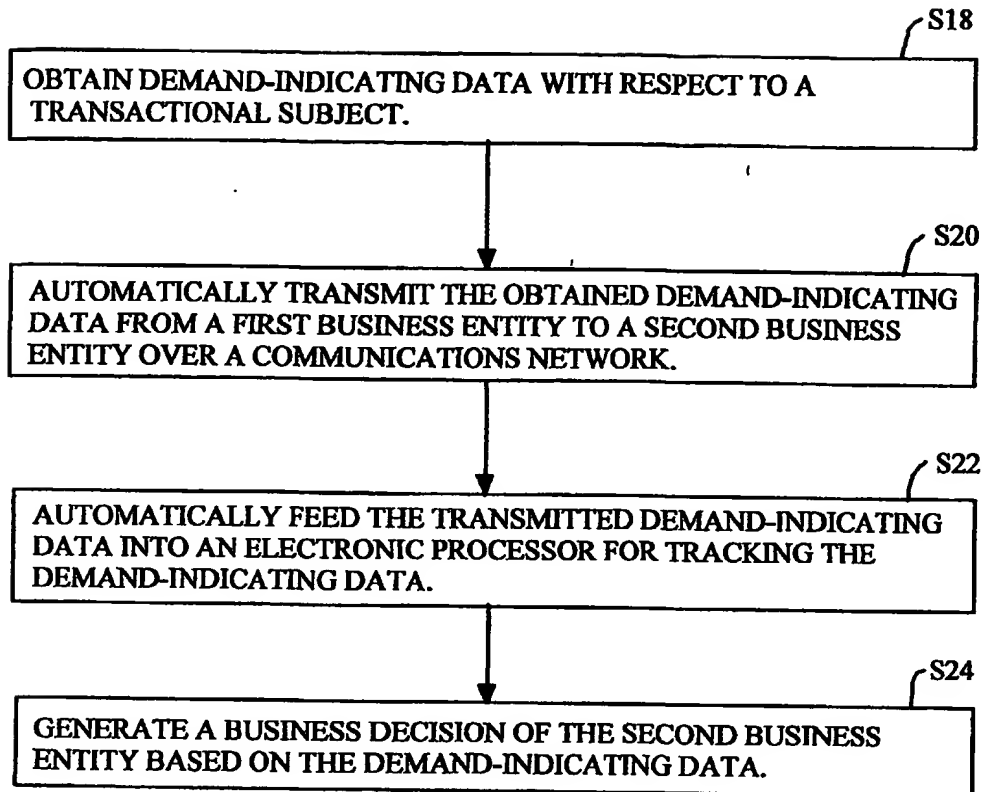 S18
OBTAIN DEMAND-INDICATING DATA WITH RESPECT TO A
TRANSACTIONAL SUBJECT.
S20
AUTOMATICALLY TRANSMIT THE OBTAINED DEMAND-INDICATING
DATA FROM A FIRST BUSINESS ENTITY TO A SECOND BUSINESS
ENTITY OVER A COMMUNICATIONS NETWORK.
S22
AUTOMATICALLY FEED THE TRANSMITTED DEMAND-INDICATING
DATA INTO AN ELECTRONIC PROCESSOR FOR TRACKING THE
DEMAND-INDICATING DATA.
S24
GENERATE A BUSINESS DECISION OF THE SECOND BUSINESS
ENTITY BASED ON THE DEMAND-INDICATING DATA.